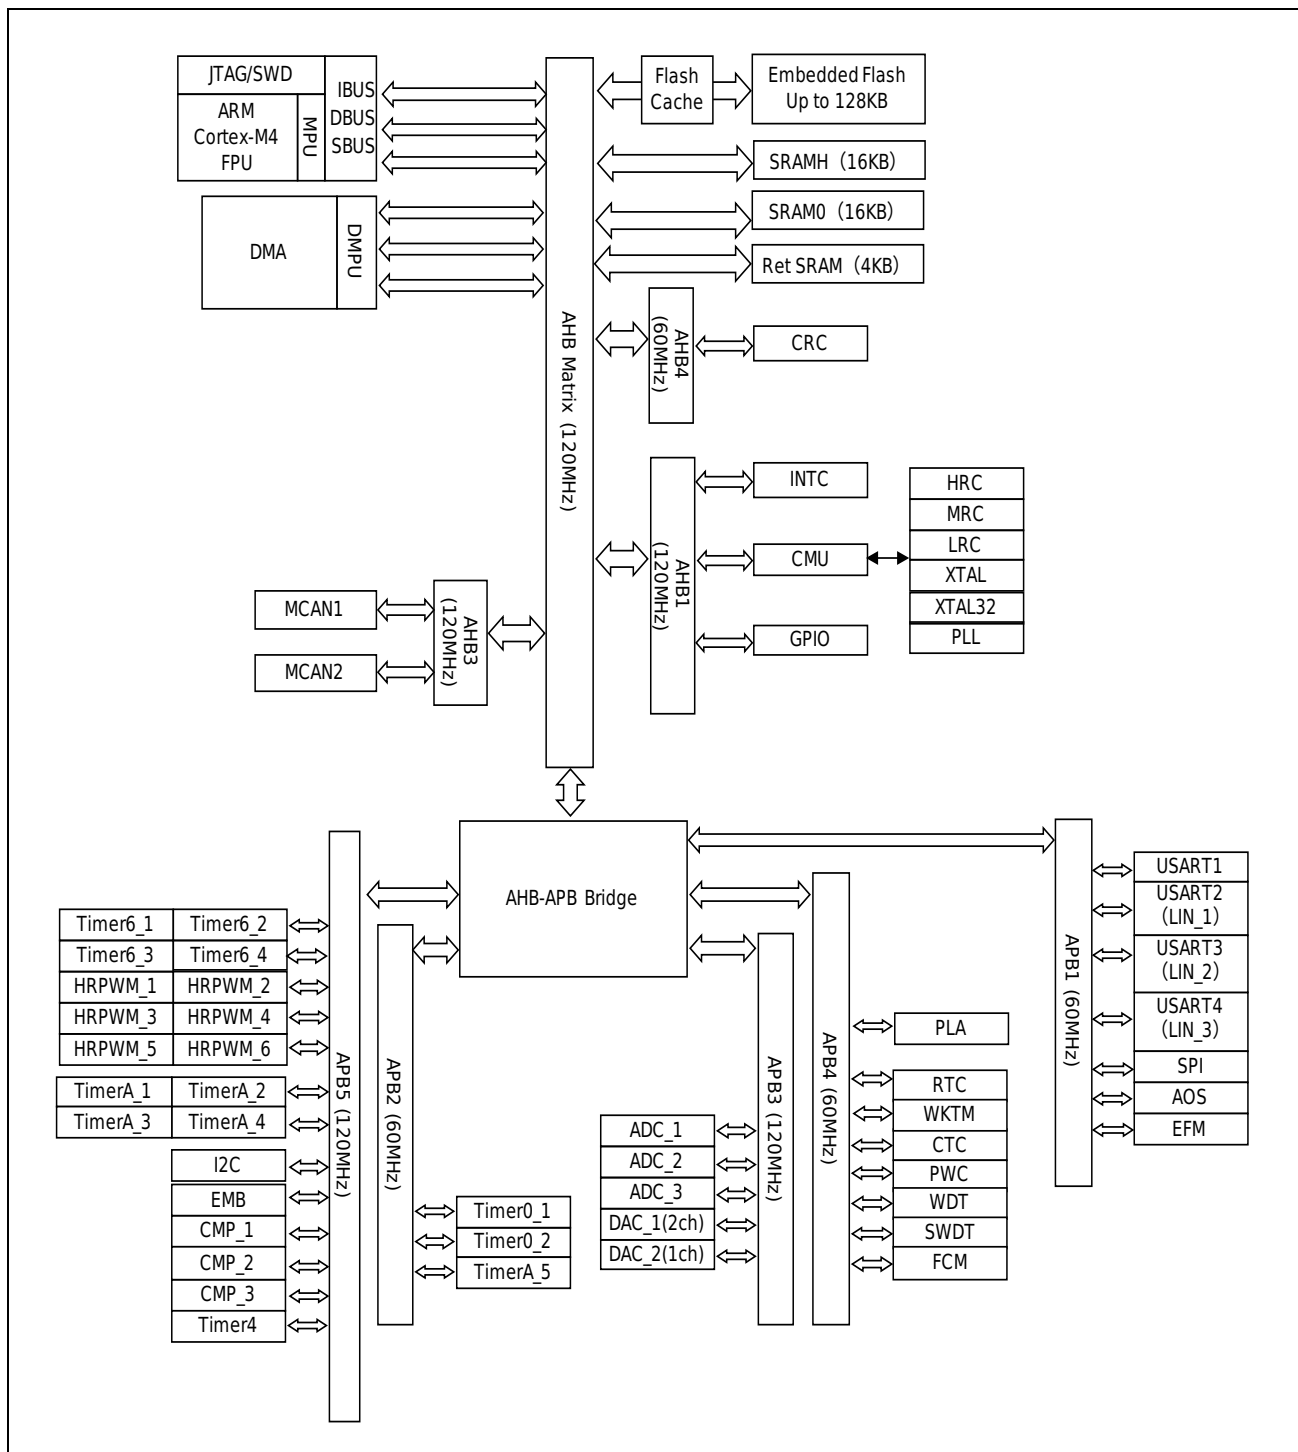 JTAG/SWD
ARM
Cortex-M4
FPU
MPU
IBUS
DBUS
SBUS
DMA
DMPU
AHB Matrix (120MHz)
Flash
Cache
Embedded Flash
Up to 128KB
SRAMH (16KB)
SRAM0 (16KB)
Ret SRAM (4KB)
AHB4
(60MHz)
CRC
AHB1
(120MHz)
INTC
CMU
GPIO
HRC
MRC
LRC
XTAL
XTAL32
PLL
MCAN1
MCAN2
AHB3
(120MHz)
AHB-APB Bridge
Timer6_1
Timer6_2
Timer6_3
Timer6_4
HRPWM_1
HRPWM_2
HRPWM_3
HRPWM_4
HRPWM_5
HRPWM_6
TimerA_1
TimerA_2
TimerA_3
TimerA_4
I2C
EMB
CMP_1
CMP_2
CMP_3
Timer4
APB5 (120MHz)
APB2 (60MHz)
Timer0_1
Timer0_2
TimerA_5
ADC_1
ADC_2
ADC_3
DAC_1(2ch)
DAC_2(1ch)
APB3 (120MHz)
APB4 (60MHz)
PLA
RTC
WKTM
CTC
PWC
WDT
SWDT
FCM
APB1 (60MHz)
USART1
USART2
(LIN_1)
USART3
(LIN_2)
USART4
(LIN_3)
SPI
AOS
EFM